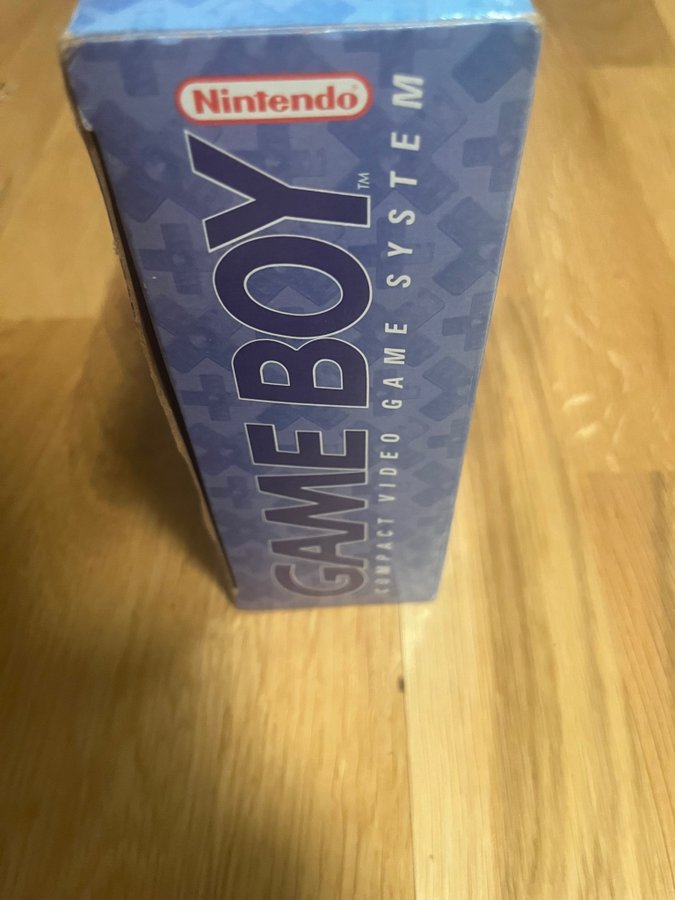 Nintendo
GAME BOY™
COMPACT VIDEO GAME SYSTEM